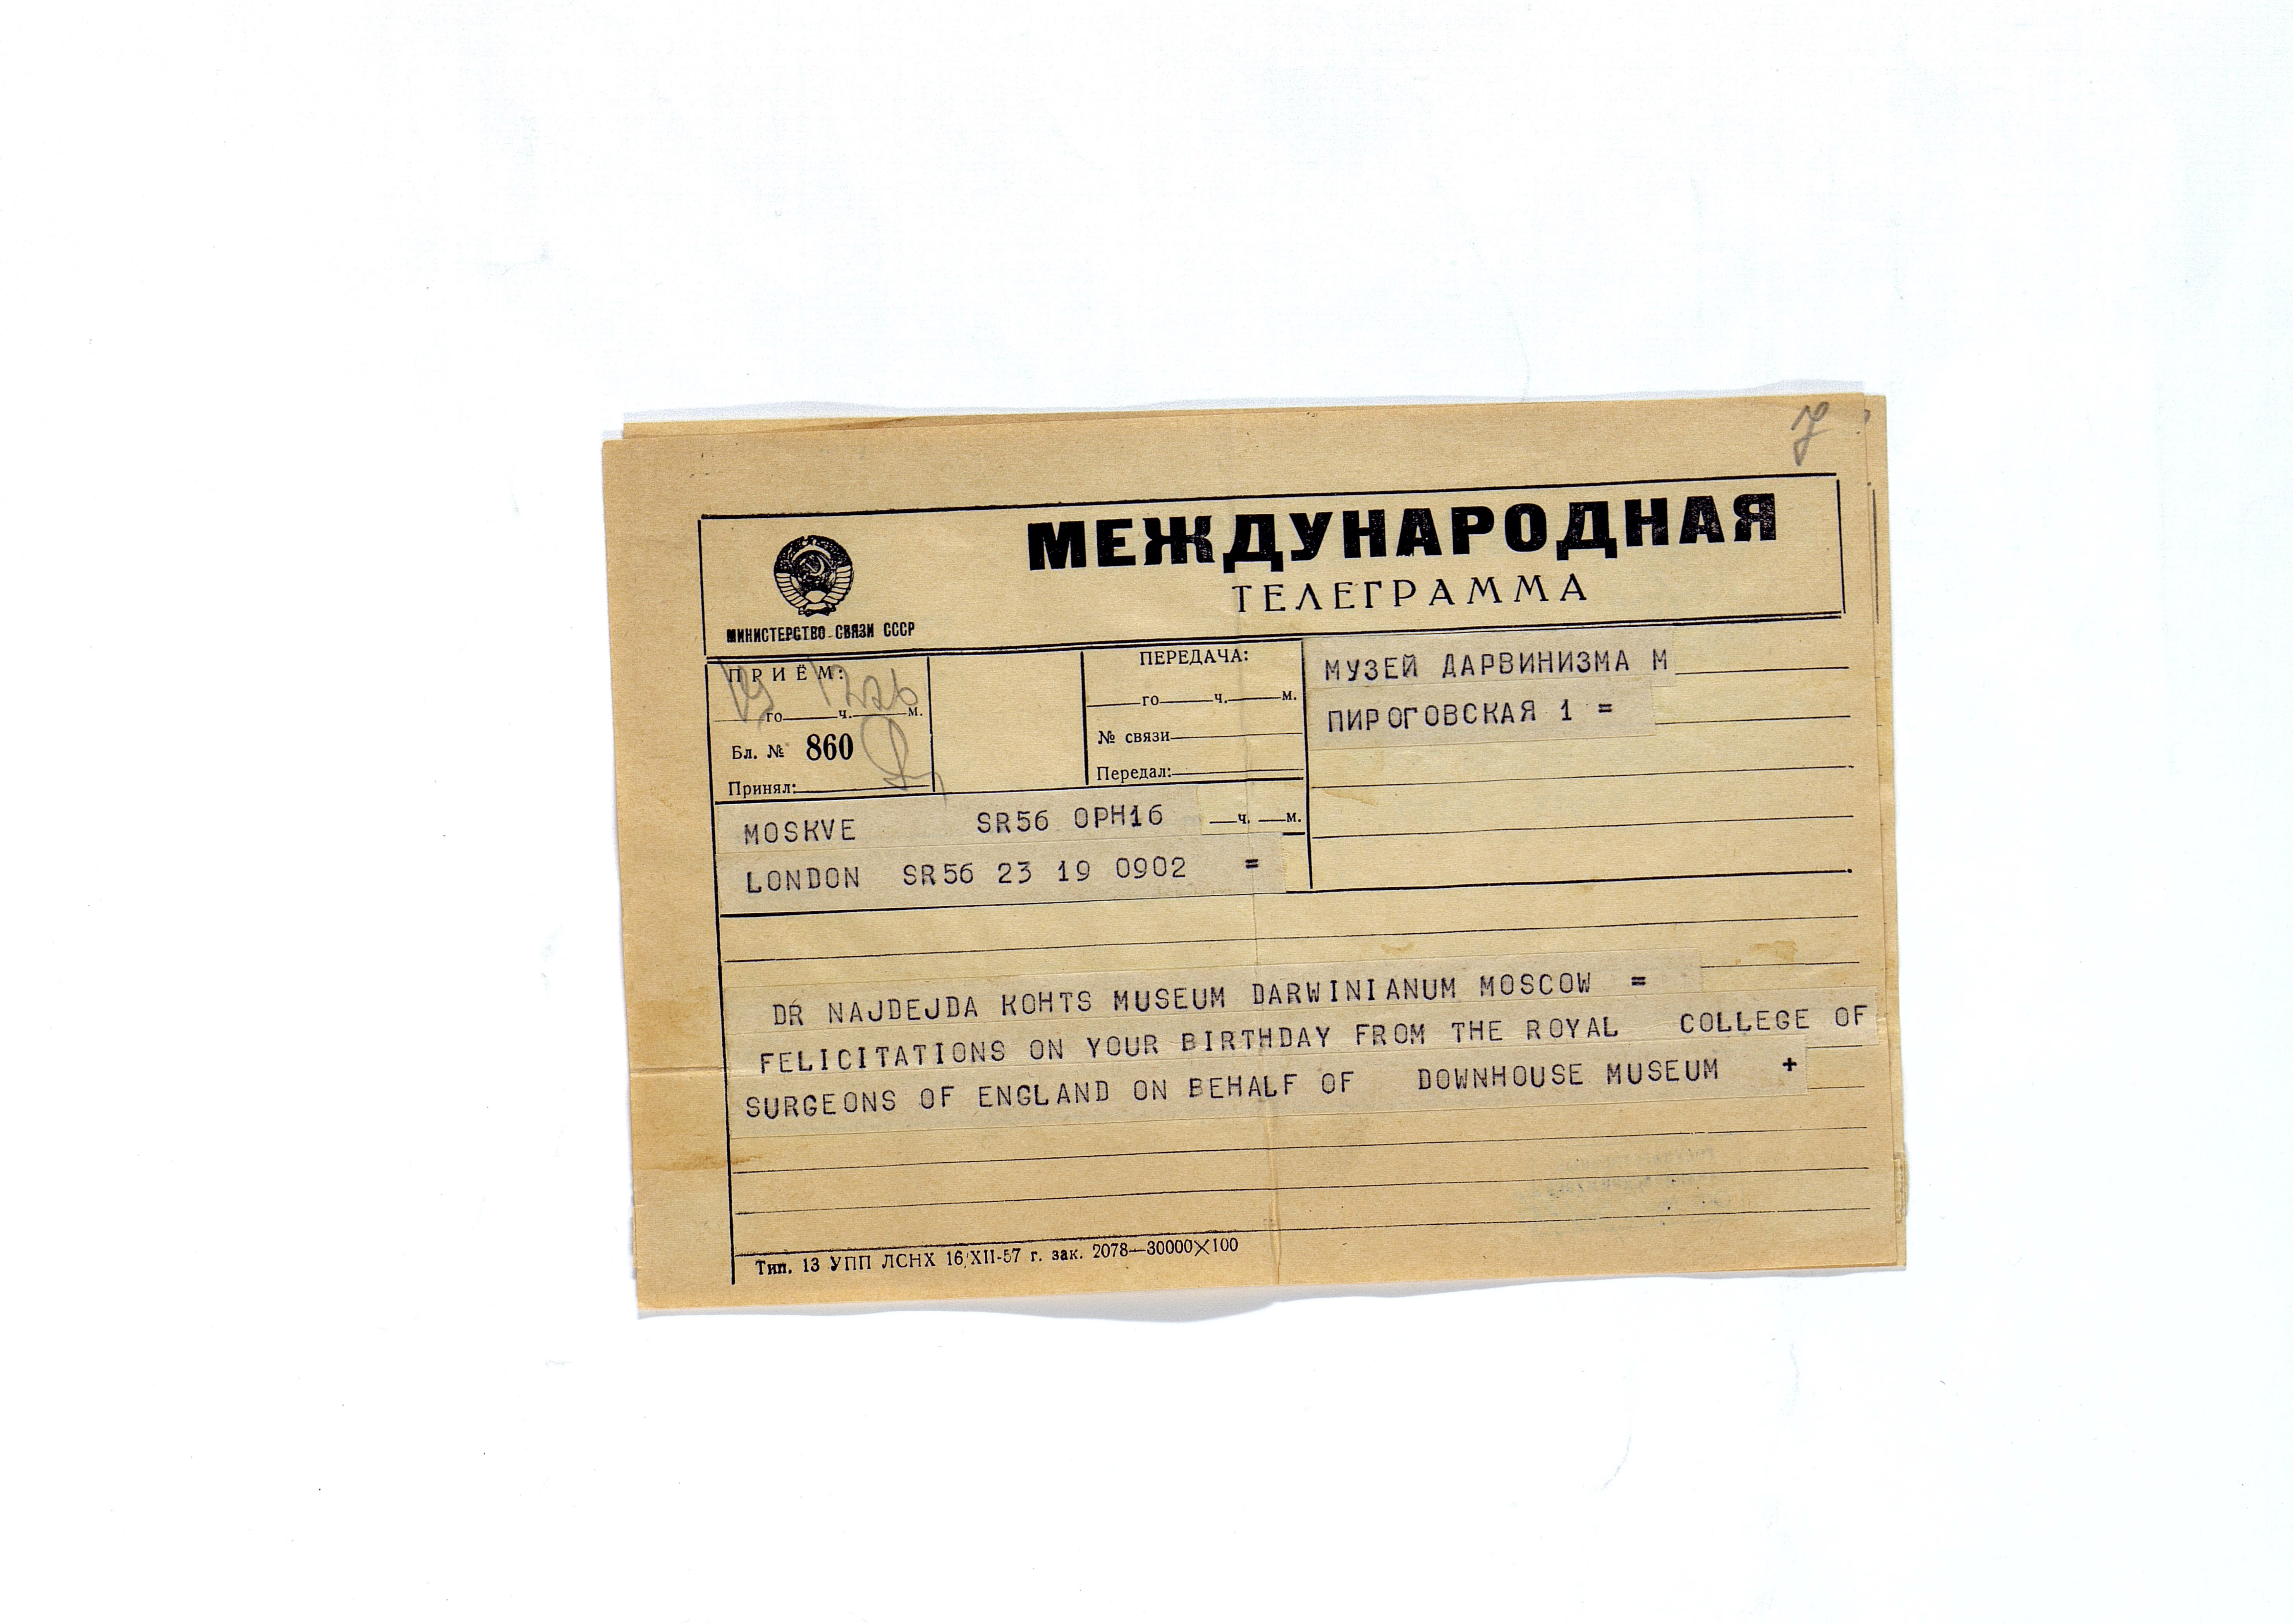 МЕЖДУНАРОДНАЯ
ТЕЛЕГРАММА
МИНИСТЕРСТВО СВЯЗИ СССР
ПРИЁМ:
го ч. м.
Бл. № 860
Принял:
ПЕРЕДАЧА:
го ч. м.
№ связи
Передал:
МУЗЕЙ ДАРВИНИЗМА М
ПИРОГОВСКАЯ 1 =
MOSKVE SR56 OPH16 ч. м.
LONDON SR56 23 19 0902 =
DR NAJDEJDA KOHTS MUSEUM DARWINIANUM MOSCOW =
FELICITATIONS ON YOUR BIRTHDAY FROM THE ROYAL COLLEGE OF
SURGEONS OF ENGLAND ON BEHALF OF DOWNHOUSE MUSEUM +
Тип. 13 УПП ЛСНХ 16/XII-57 г. зак. 2078—30000X100